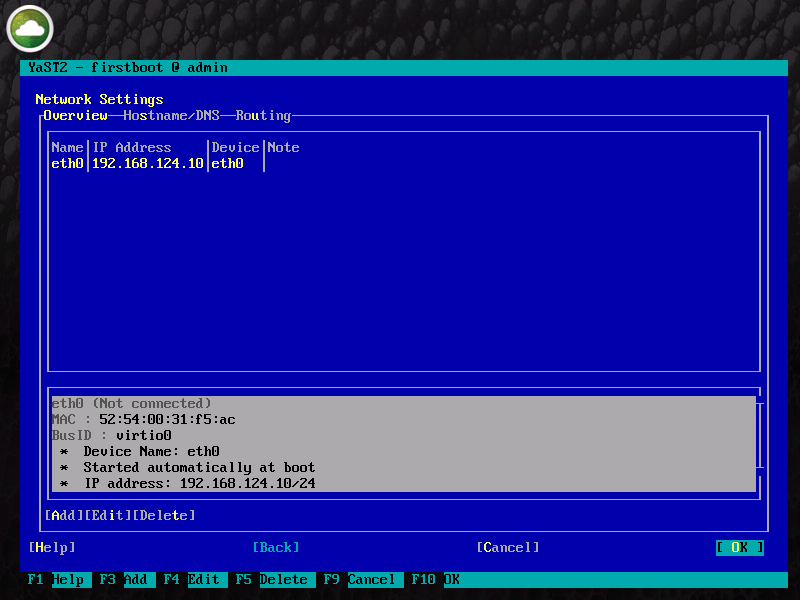 YaST2 - firstboot @ admin
Network Settings
Overview Hostname/DNS Routing
Name IP Address Device Note
eth0 192.168.124.10 eth0
eth0 (Not connected)
MAC : 52:54:00:31:f5:ac
BusID : virtio0
* Device Name: eth0
* Started automatically at boot
* IP address: 192.168.124.10/24
[Add][Edit][Delete]
[Help] [Back] [Cancel] [ OK ]
F1 Help F3 Add F4 Edit F5 Delete F9 Cancel F10 OK